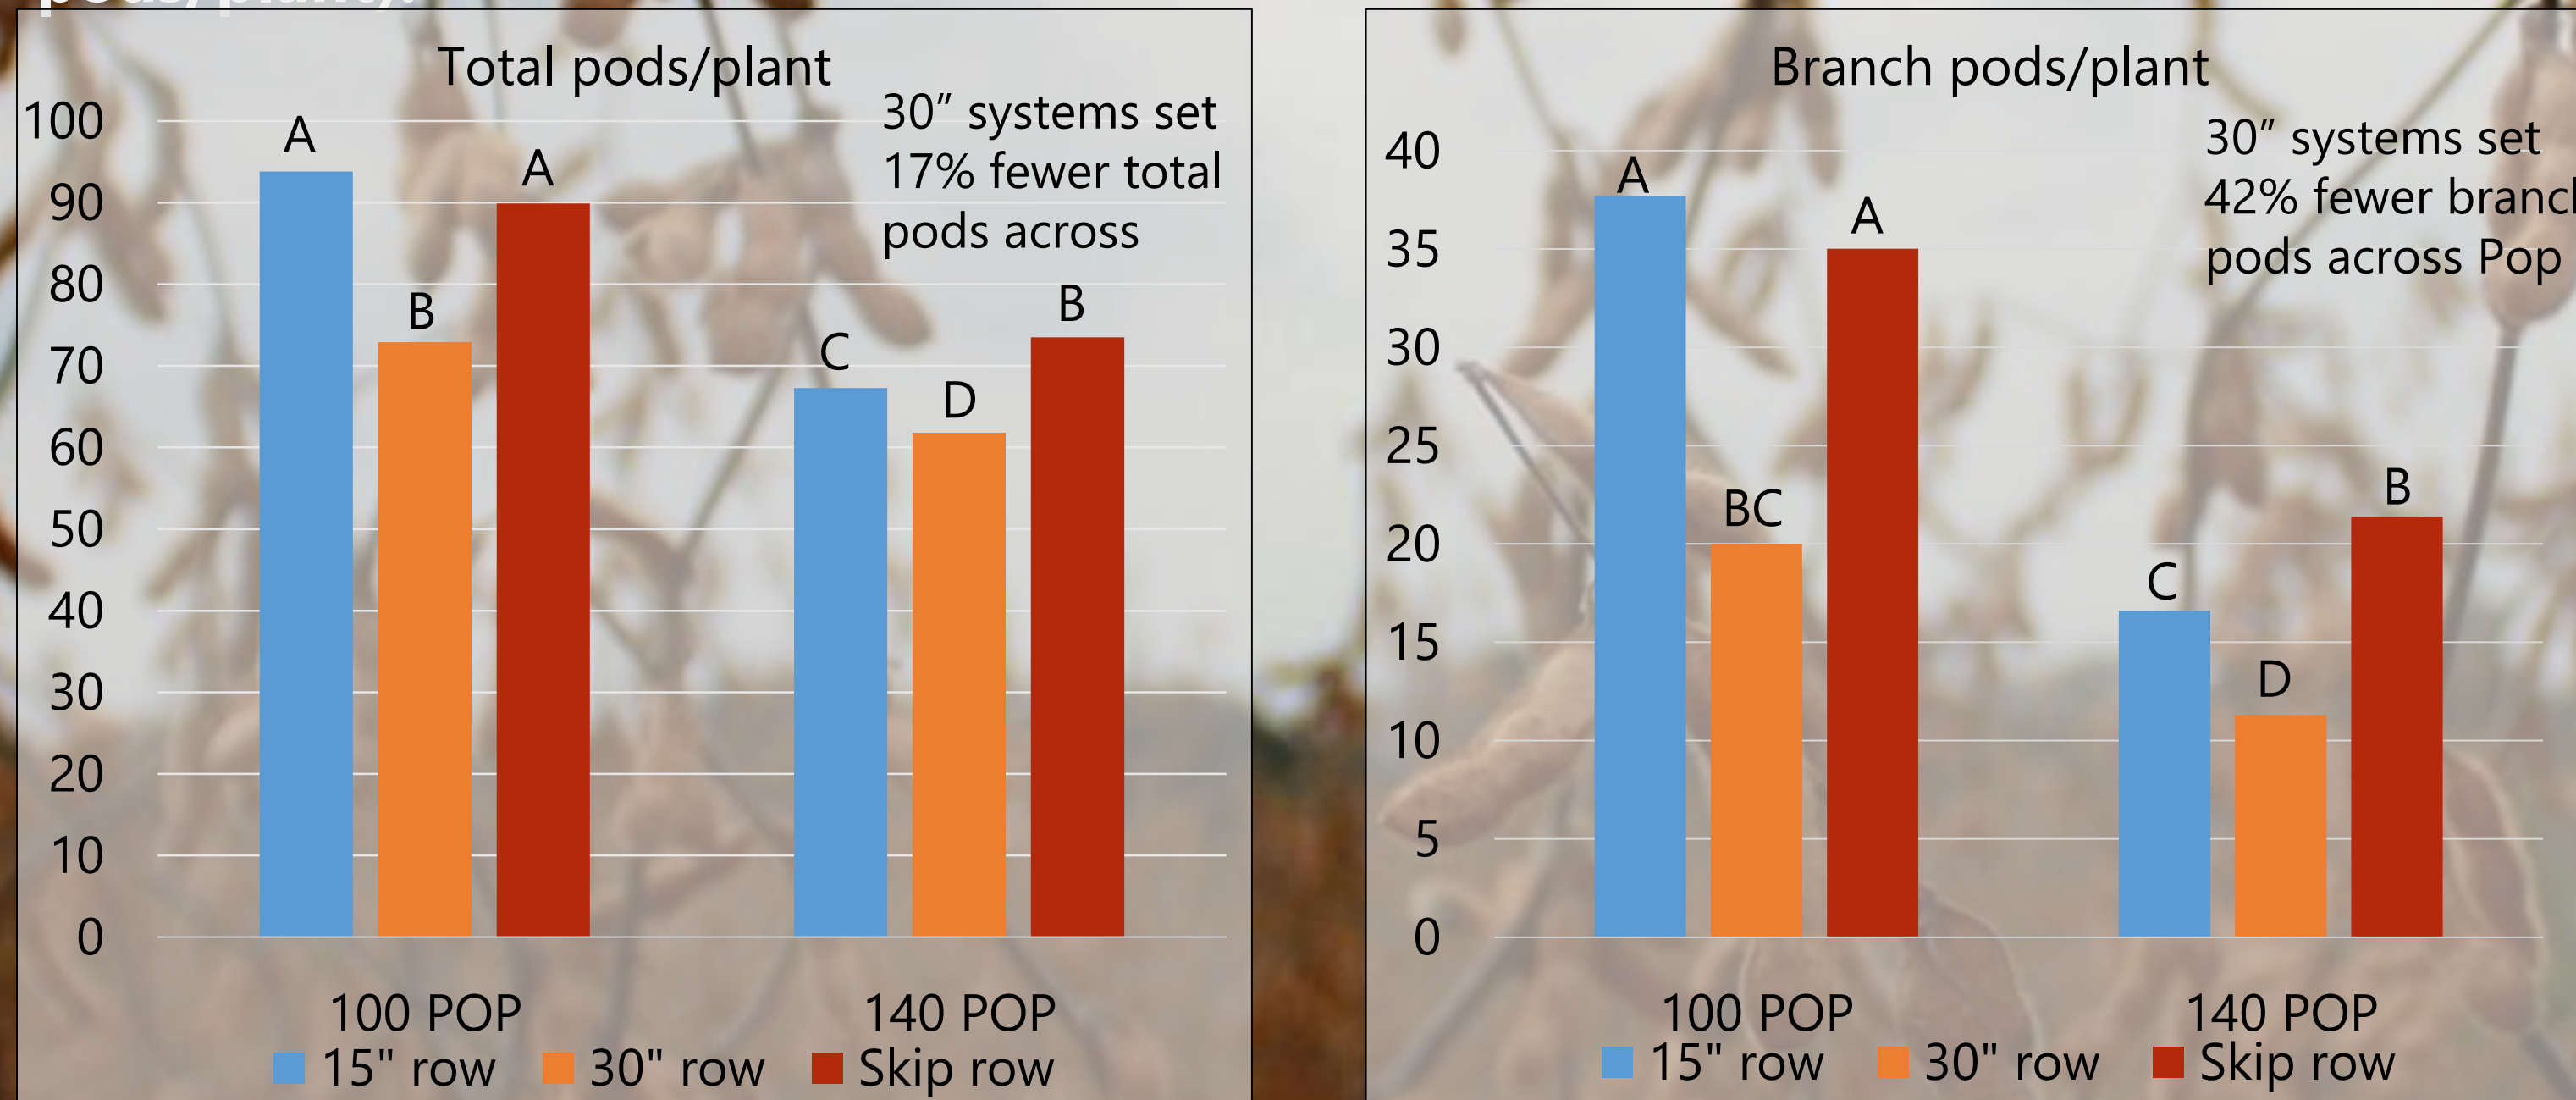 pods/plant).
Total pods/plant
30” systems set
17% fewer total
pods across
100
90
80
70
60
50
40
30
20
10
0
A
B
A
C
D
B
100 POP
140 POP
15" row
30" row
Skip row
Branch pods/plant
30” systems set
42% fewer branch
pods across Pop
40
35
30
25
20
15
10
5
0
A
BC
A
C
D
B
100 POP
140 POP
15" row
30" row
Skip row